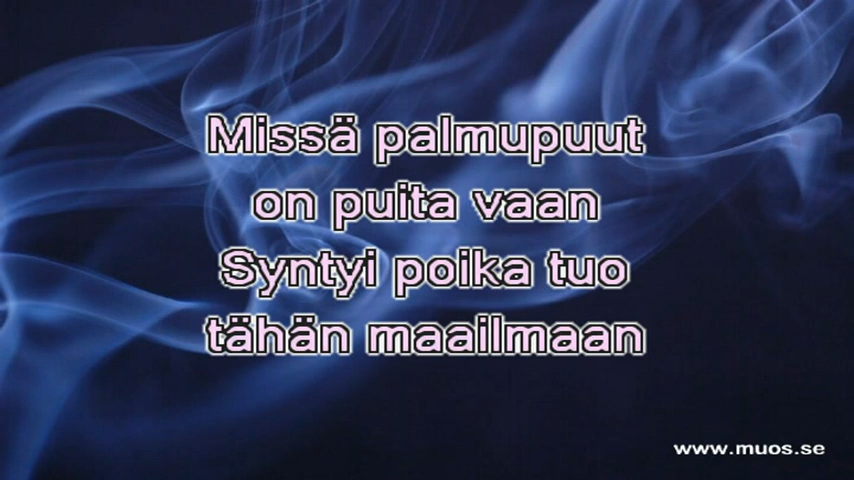 Missä palmupuut
on puita vaan
Syntyi poika tuo
tähän maailmaan
www.muos.se